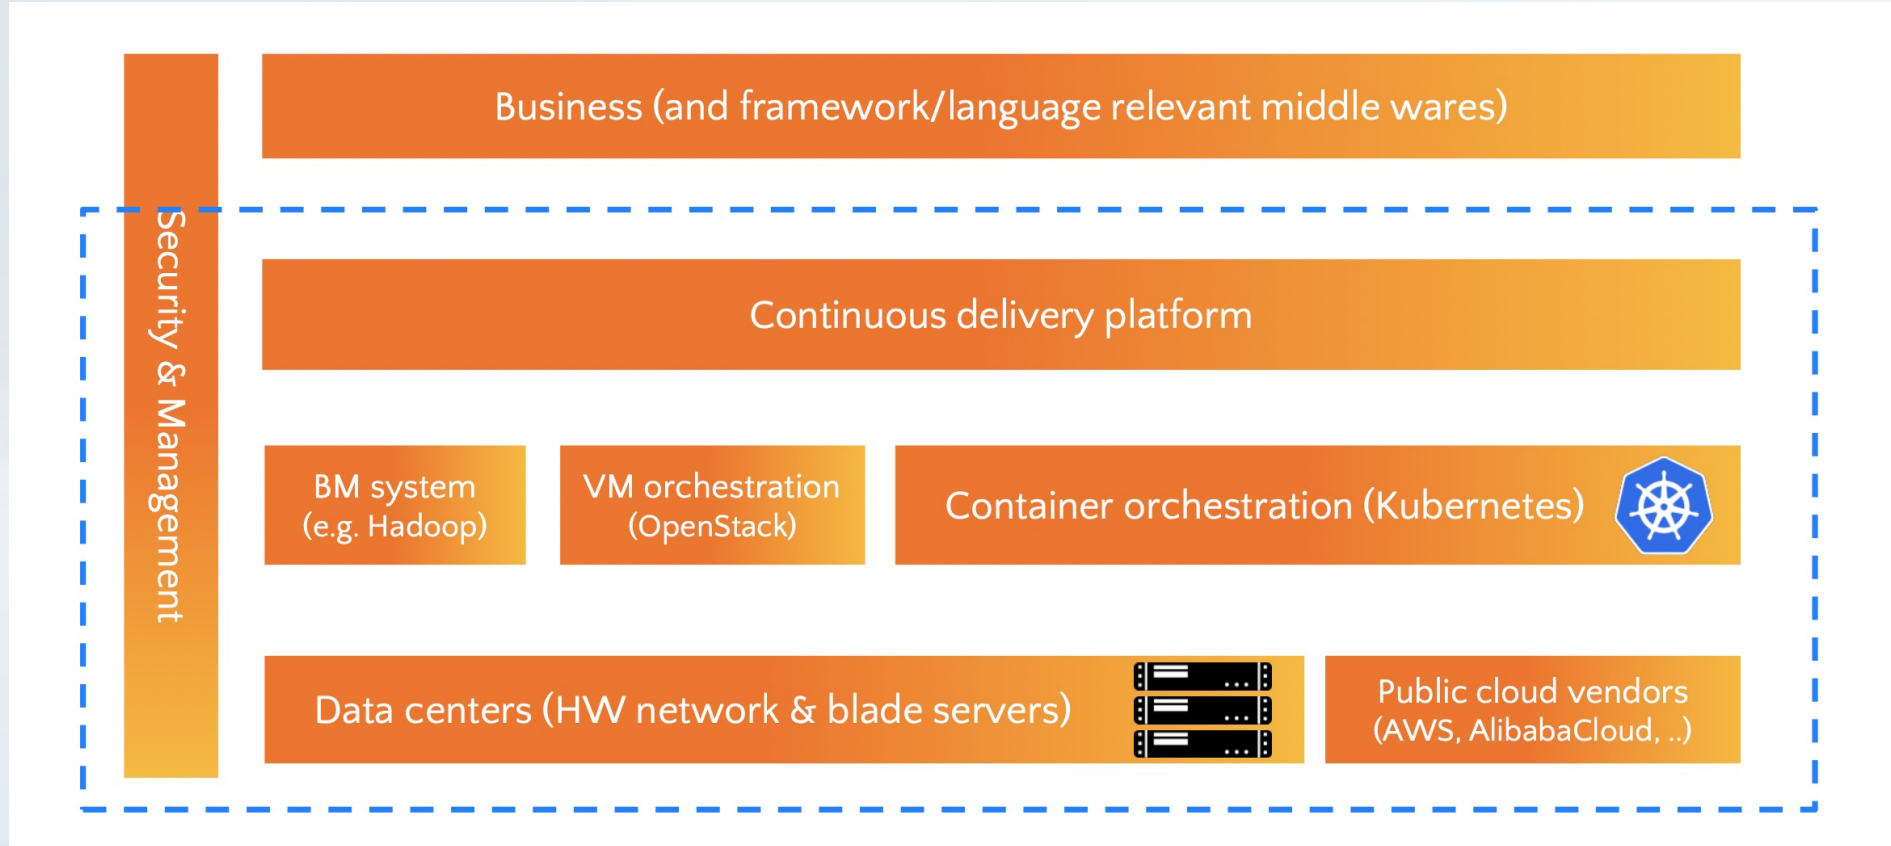 Business (and framework/language relevant middle wares)
Security & Management
Continuous delivery platform
BM system
(e.g. Hadoop)
VM orchestration
(OpenStack)
Container orchestration (Kubernetes)
Data centers (HW network & blade servers)
Public cloud vendors
(AWS, AlibabaCloud, ..)